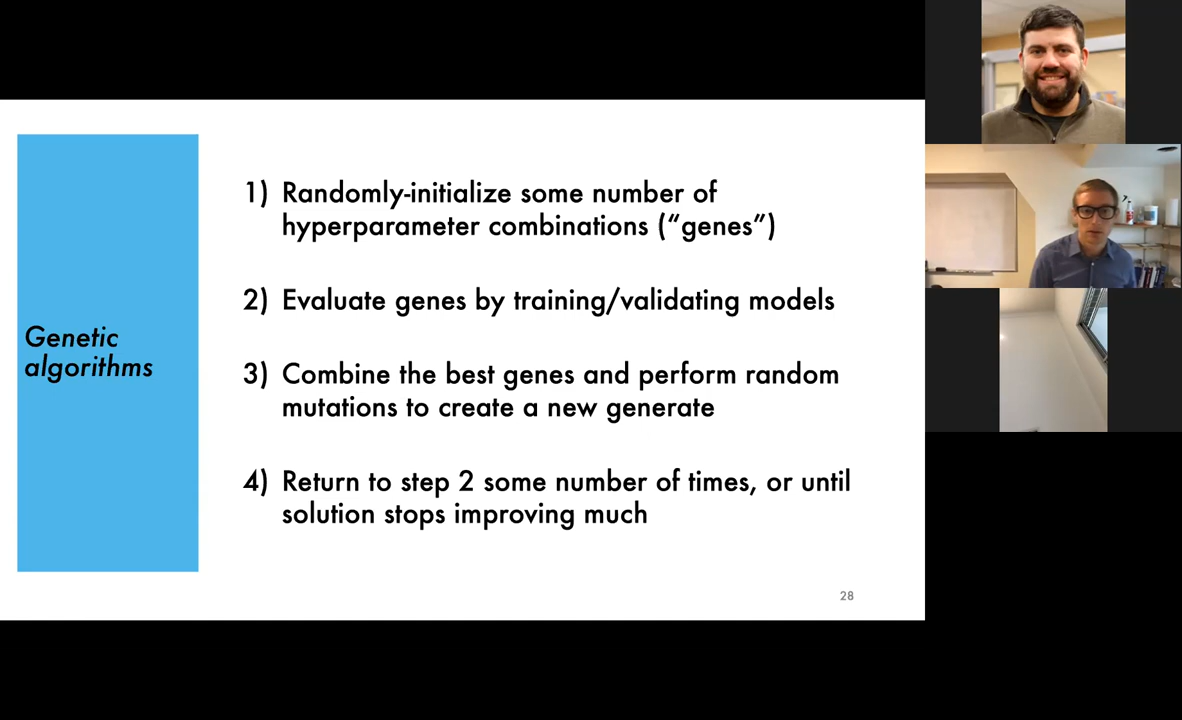 Genetic
algorithms
1) Randomly-initialize some number of
hyperparameter combinations (“genes”)
2) Evaluate genes by training/validating models
3) Combine the best genes and perform random
mutations to create a new generate
4) Return to step 2 some number of times, or until
solution stops improving much
28